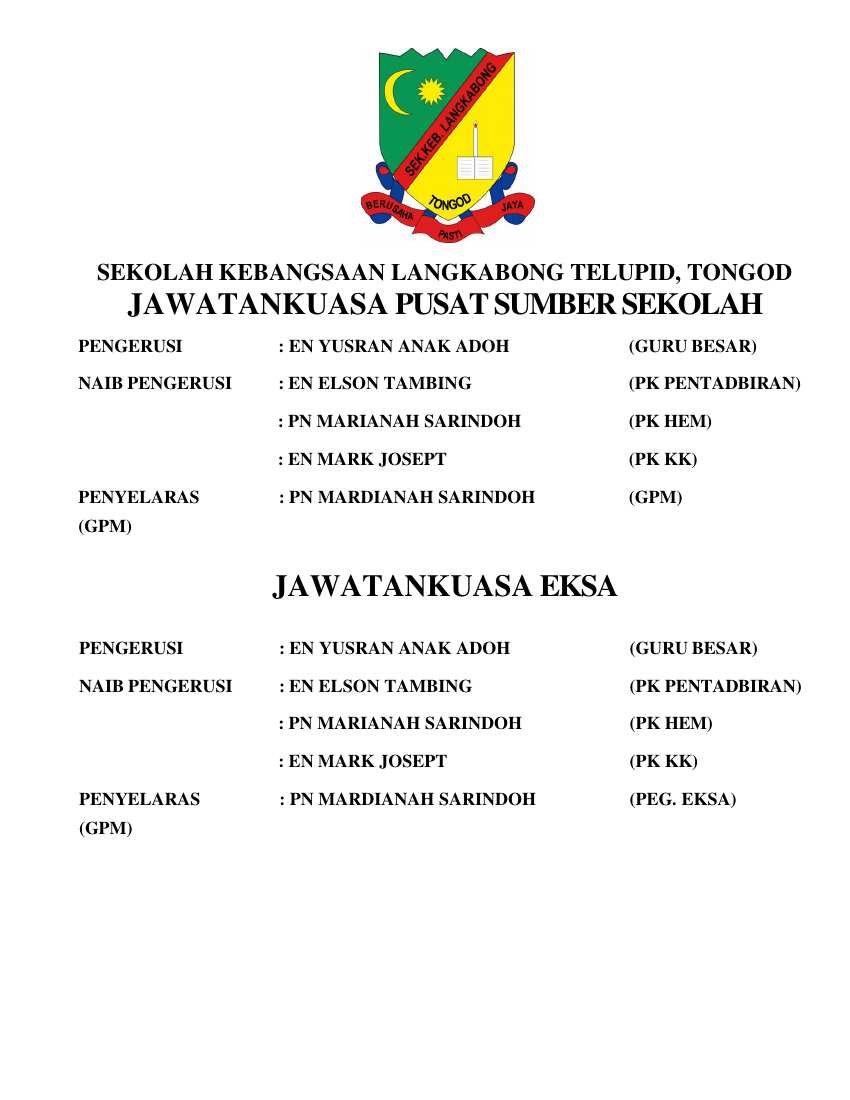 SEK.KEB. LANGKABONG
TONGOD
BERUSAHA PASTI JAYA
SEKOLAH KEBANGSAAN LANGKABONG TELUPID, TONGOD
JAWATANKUASA PUSAT SUMBER SEKOLAH
PENGERUSI : EN YUSRAN ANAK ADOH (GURU BESAR)
NAIB PENGERUSI : EN ELSON TAMBING (PK PENTADBIRAN)
: PN MARIANAH SARINDOH (PK HEM)
: EN MARK JOSEPT (PK KK)
PENYELARAS : PN MARDIANAH SARINDOH (GPM)
(GPM)
JAWATANKUASA EKSA
PENGERUSI : EN YUSRAN ANAK ADOH (GURU BESAR)
NAIB PENGERUSI : EN ELSON TAMBING (PK PENTADBIRAN)
: PN MARIANAH SARINDOH (PK HEM)
: EN MARK JOSEPT (PK KK)
PENYELARAS : PN MARDIANAH SARINDOH (PEG. EKSA)
(GPM)